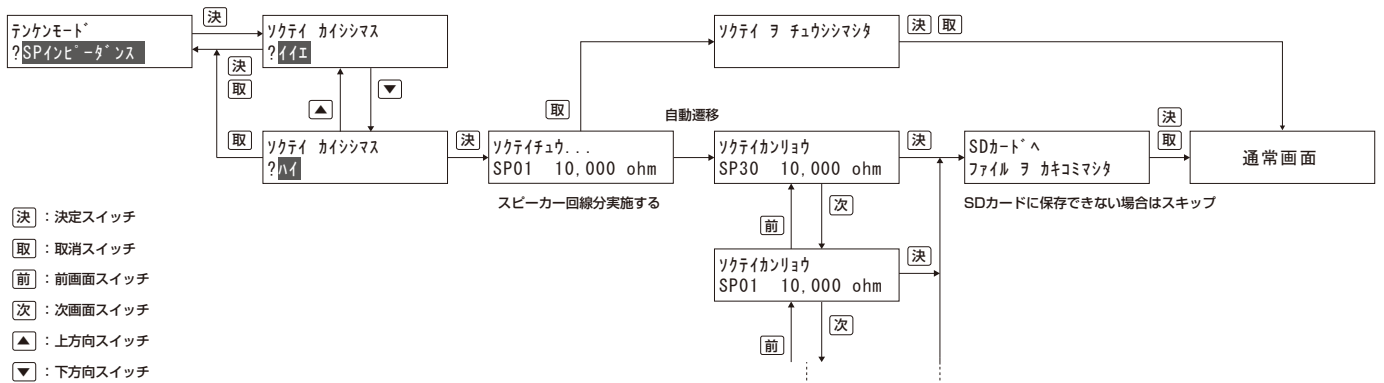 テンケンモード
?SPインピーダンス
決
ソクテイ カイシシマス
?イイエ
決
取
▲
▼
取
ソクテイ カイシシマス
?ハイ
決
ソクテイチュウ...
SP01 10,000 ohm
スピーカー回線分実施する
取
ソクテイ ヲ チュウシシマシタ
決 取
自動遷移
ソクテイカンリョウ
SP30 10,000 ohm
決
SDカードヘ
ファイル ヲ カキコミマシタ
SDカードに保存できない場合はスキップ
決
取
通常画面
前
次
ソクテイカンリョウ
SP01 10,000 ohm
決
前
次
決 :決定スイッチ
取 :取消スイッチ
前 :前画面スイッチ
次 :次画面スイッチ
▲ :上方向スイッチ
▼ :下方向スイッチ